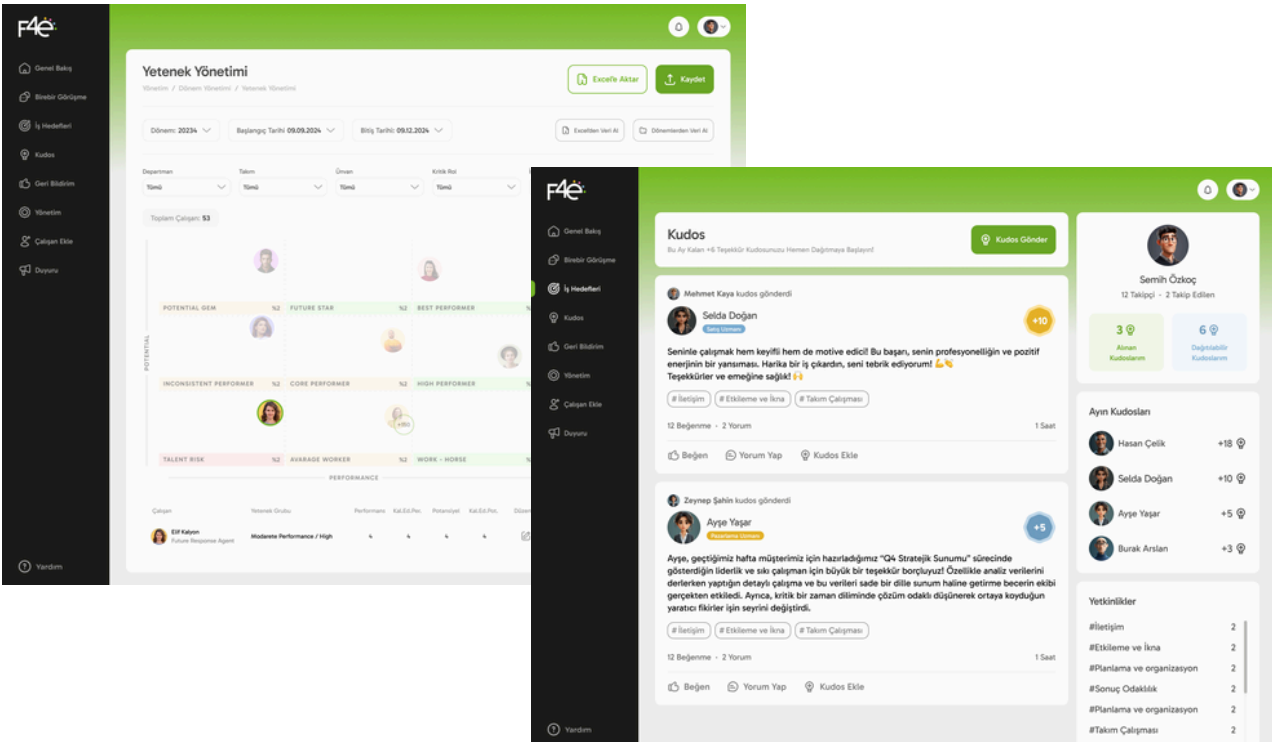 F4e
Genel Bakış
Birebir Görüşme
İş Hedefleri
Kudos
Geri Bildirim
Yönetim
Çalışan Ekle
Duyuru
Yardım
Yetenek Yönetimi
Yönetim / Dönem Yönetimi / Yetenek Yönetimi
Excel'e Aktar
Kaydet
Dönem: 20234
Başlangıç Tarihi 09.09.2024
Bitiş Tarihi: 09.12.2024
Excelden Veri Al
Dönemlerden Veri Al
Departman
Takım
Ünvan
Kritik Rol
Tümü
Tümü
Tümü
Tümü
Toplam Çalışan: 53
POTENTIAL
POTENTIAL GEM %2
FUTURE STAR %2
BEST PERFORMER
INCONSISTENT PERFORMER %2
CORE PERFORMER %2
HIGH PERFORMER
+150
TALENT RISK %2
AVARAGE WORKER %2
WORK - HORSE
PERFORMANCE
Çalışan Yetenek Grubu Performans Kal.Ed.Per. Potansiyel Kal.Ed.Pot.
Elif Kalyon
Future Response Agent
Moderete Performance / High 4 4 4 4
F4e
Genel Bakış
Birebir Görüşme
İş Hedefleri
Kudos
Geri Bildirim
Yönetim
Çalışan Ekle
Duyuru
Yardım
Kudos
Bu Ay Kalan +6 Teşekkür Kudosunuzu Hemen Dağıtmaya Başlayın!
Kudos Gönder
Mehmet Kaya kudos gönderdi
Selda Doğan
Satış Uzmanı
+10
Seninle çalışmak hem keyifli hem de motive edici! Bu başarı, senin profesyonelliğin ve pozitif
enerjinin bir yansıması. Harika bir iş çıkardın, seni tebrik ediyorum! 💪👏
Teşekkürler ve emeğine sağlık! 🙌
# İletişim
# Etkileme ve İkna
# Takım Çalışması
12 Beğenme - 2 Yorum
1 Saat
Beğen
Yorum Yap
Kudos Ekle
Zeynep Şahin kudos gönderdi
Ayşe Yaşar
Pazarlama Uzmanı
+5
Ayşe, geçtiğimiz hafta müşterimiz için hazırladığımız “Q4 Stratejik Sunumu” sürecinde
gösterdiğin liderlik ve sıkı çalışman için büyük bir teşekkür borçluyuz! Özellikle analiz verilerini
derlerken yaptığın detaylı çalışma ve bu verileri sade bir dille sunum haline getirme becerin ekibi
gerçekten etkiledi. Ayrıca, kritik bir zaman diliminde çözüm odaklı düşünerek ortaya koyduğun
yaratıcı fikirler işin seyrini değiştirdi.
# İletişim
# Etkileme ve İkna
# Takım Çalışması
12 Beğenme - 2 Yorum
1 Saat
Beğen
Yorum Yap
Kudos Ekle
Semih Özkoç
12 Takipçi - 2 Takip Edilen
3
Alınan
Kudoslarım
6
Dağıtılabilir
Kudoslarım
Ayın Kudosları
Hasan Çelik +18
Selda Doğan +10
Ayşe Yaşar +5
Burak Arslan +3
Yetkinlikler
#İletişim 2
#Etkileme ve İkna 2
#Planlama ve organizasyon 2
#Sonuç Odaklılık 2
#Planlama ve organizasyon 2
#Takım Çalışması 2